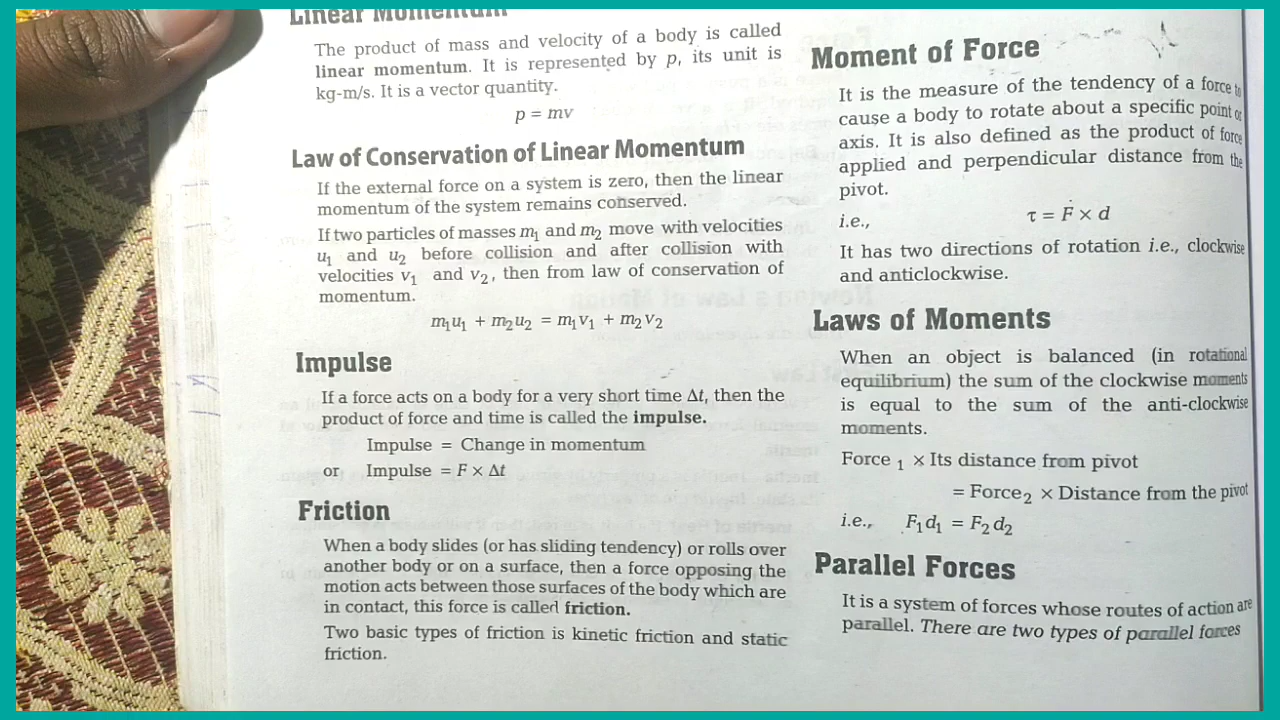 Linear Momentum
The product of mass and velocity of a body is called
linear momentum. It is represented by p, its unit is
kg-m/s. It is a vector quantity.
p = mv
Law of Conservation of Linear Momentum
If the external force on a system is zero, then the linear
momentum of the system remains conserved.
If two particles of masses m₁ and m₂ move with velocities
u₁ and u₂ before collision and after collision with
velocities v₁ and v₂, then from law of conservation of
momentum.
m₁u₁ + m₂u₂ = m₁v₁ + m₂v₂
Impulse
If a force acts on a body for a very short time Δt, then the
product of force and time is called the impulse.
Impulse = Change in momentum
or Impulse = F × Δt
Friction
When a body slides (or has sliding tendency) or rolls over
another body or on a surface, then a force opposing the
motion acts between those surfaces of the body which are
in contact, this force is called friction.
Two basic types of friction is kinetic friction and static
friction.
Moment of Force
It is the measure of the tendency of a force to
cause a body to rotate about a specific point or
axis. It is also defined as the product of force
applied and perpendicular distance from the
pivot.
i.e., τ = F × d
It has two directions of rotation i.e., clockwise
and anticlockwise.
Laws of Moments
When an object is balanced (in rotational
equilibrium) the sum of the clockwise moments
is equal to the sum of the anti-clockwise
moments.
Force ₁ × Its distance from pivot
= Force₂ × Distance from the pivot
i.e., F₁d₁ = F₂d₂
Parallel Forces
It is a system of forces whose routes of action are
parallel. There are two types of parallel forces